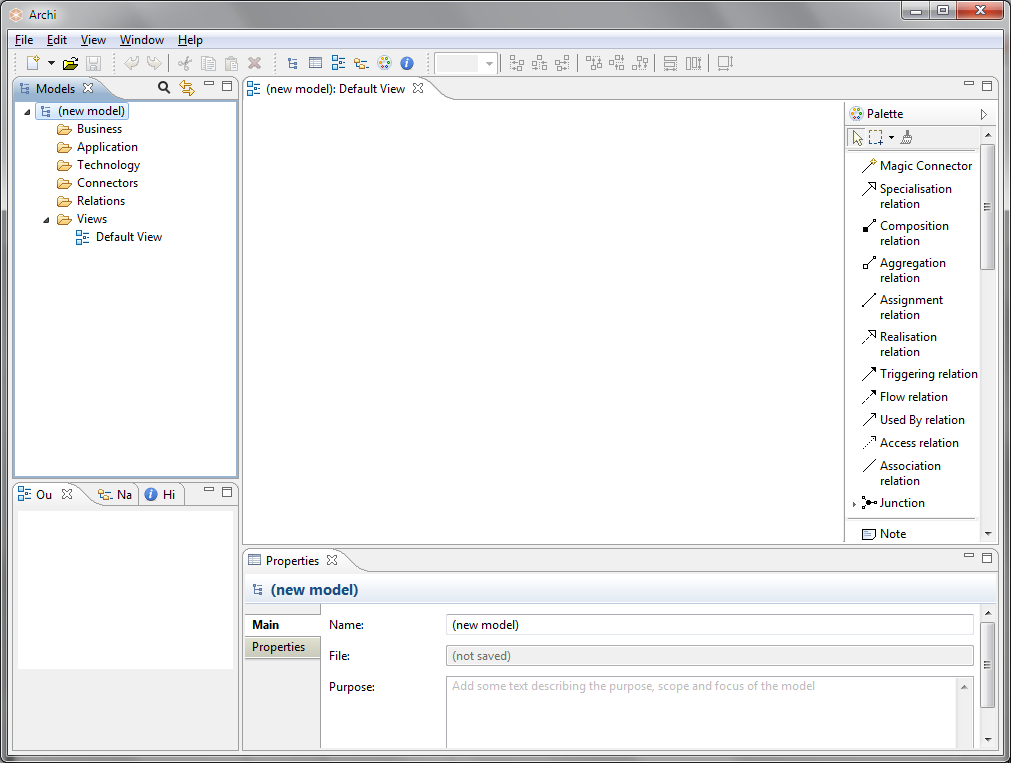 Archi
File Edit View Window Help
Models
(new model)
Business
Application
Technology
Connectors
Relations
Views
Default View
(new model): Default View
Palette
Magic Connector
Specialisation
relation
Composition
relation
Aggregation
relation
Assignment
relation
Realisation
relation
Triggering relation
Flow relation
Used By relation
Access relation
Association
relation
Junction
Note
Ou Na Hi
Properties
(new model)
Main
Properties
Name: (new model)
File: (not saved)
Purpose: Add some text describing the purpose, scope and focus of the model